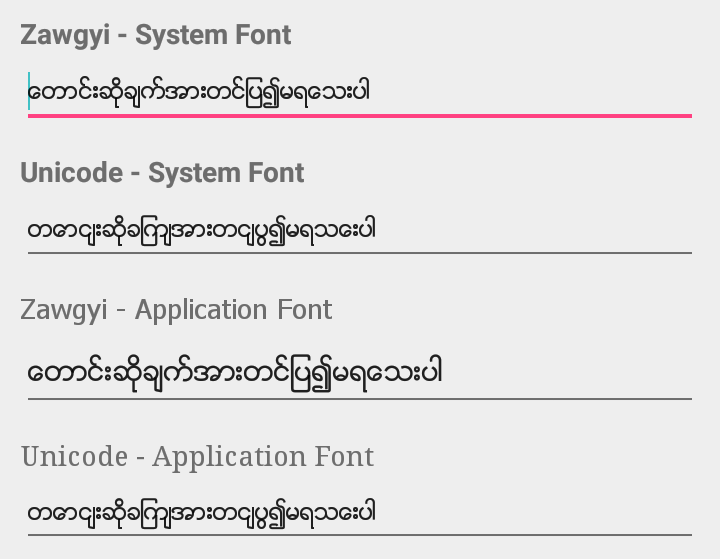 Zawgyi - System Font
တောင်းဆိုချက်အားတင်ပြ၍မရသေးပါ
Unicode - System Font
တောငျးဆိုခကြျအားတငျပွ၍မရသေးပါ
Zawgyi - Application Font
တောင်းဆိုချက်အားတင်ပြ၍မရသေးပါ
Unicode - Application Font
တောငျးဆိုခကြျအားတငျပွ၍မရသေးပါ